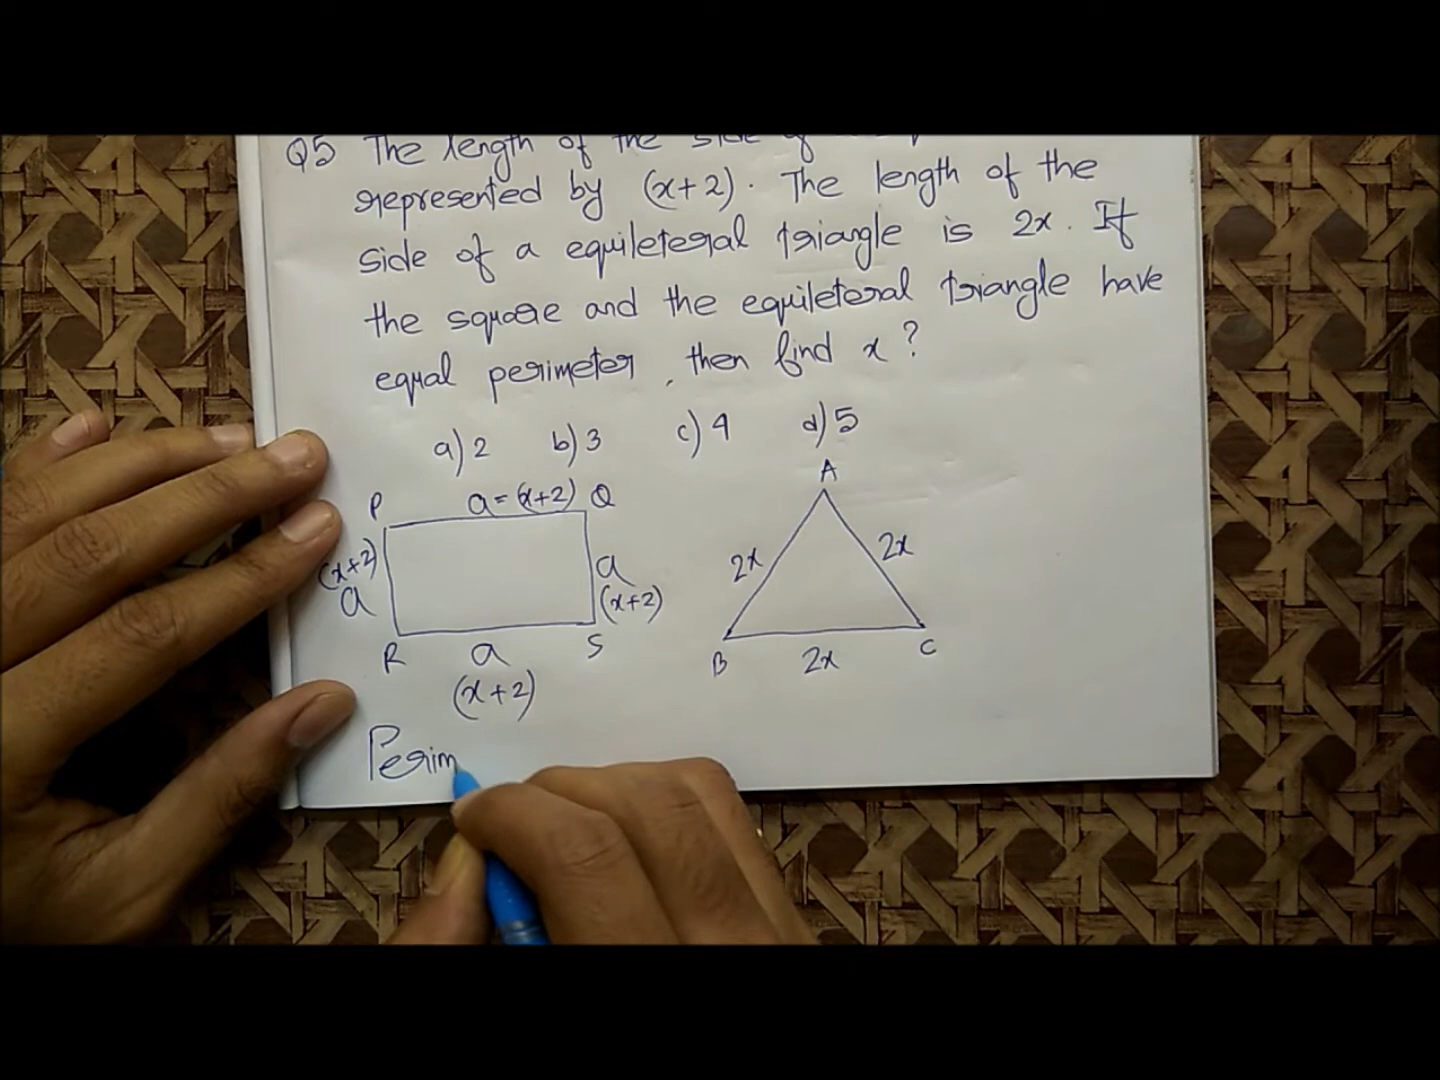 Q5 The length of the side of
represented by (x+2). The length of the
side of a equileteral triangle is 2x. If
the square and the equileteral triangle have
equal perimeter, then find x?
a) 2 b) 3 c) 4 d) 5
P a = (x+2) Q
(x+2)
a
a
(x+2)
R a S
(x+2)
A
2x 2x
B 2x C
Perim